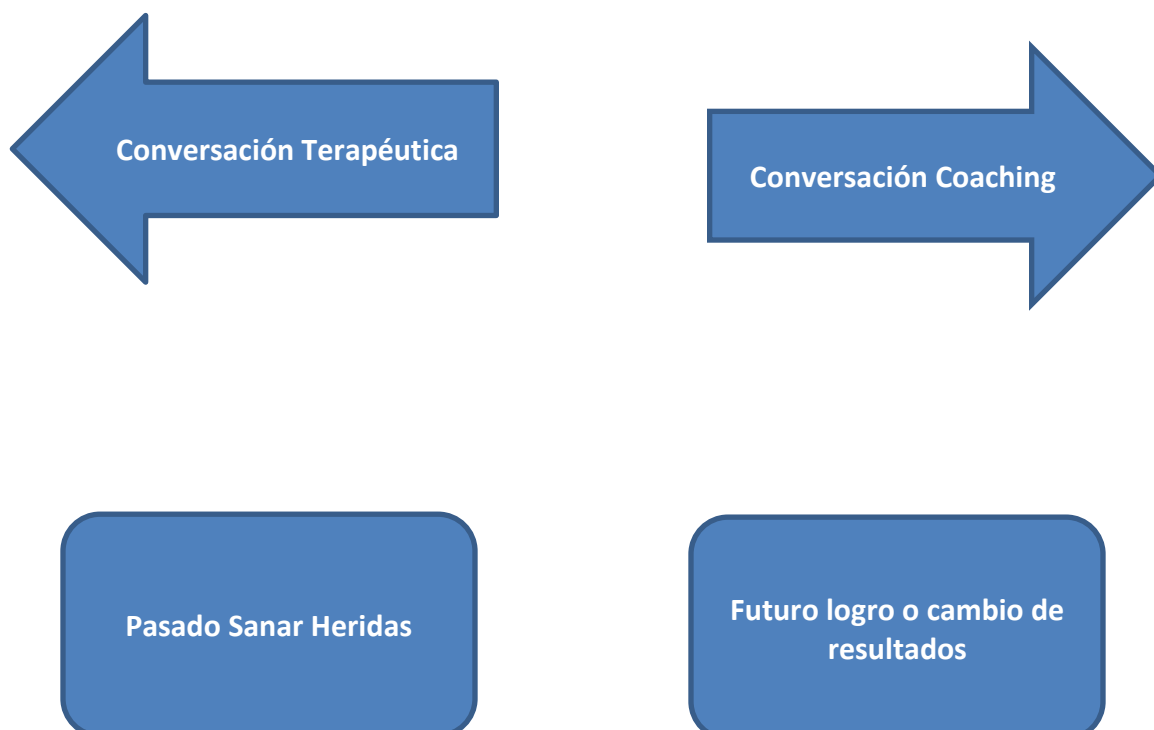 Conversación Terapéutica
Conversación Coaching
Pasado Sanar Heridas
Futuro logro o cambio de
resultados